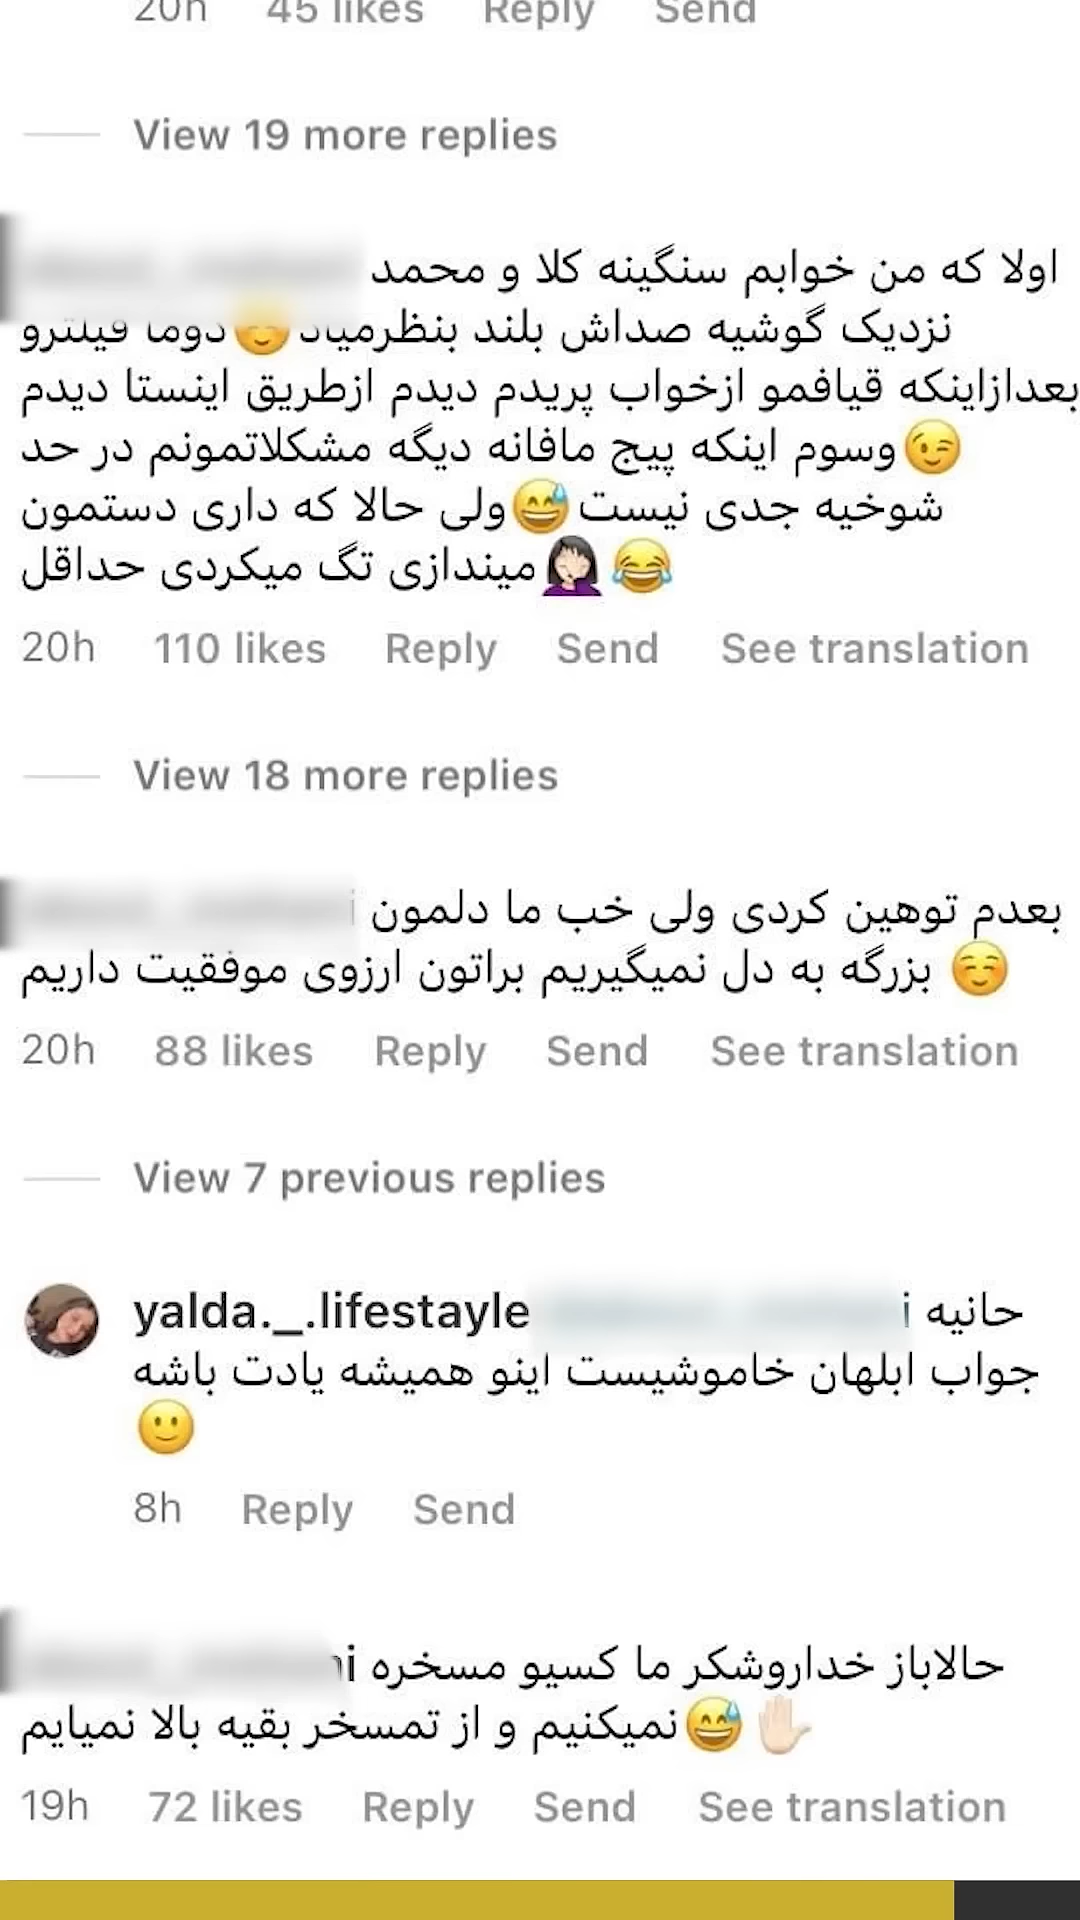 20h 45 likes Reply Send
View 19 more replies
اولا که من خوابم سنگینه کلا و محمد
نزدیک گوشیه صداش بلند بنظرمیاد☺️دوما فیلترو
بعدازاینکه قیافمو ازخواب پریدم دیدم ازطریق اینستا دیدم
😉وسوم اینکه پیج مافانه دیگه مشکلاتمونم در حد
شوخیه جدی نیست😅ولی حالا که داری دستمون
میندازی تگ میکردی حداقل🤦🏻‍♀️😂
20h 110 likes Reply Send See translation
View 18 more replies
بعدم توهین کردی ولی خب ما دلمون
بزرگه به دل نمیگیریم براتون ارزوی موفقیت داریم ☺️
20h 88 likes Reply Send See translation
View 7 previous replies
yalda._.lifestayle حانیه
جواب ابلهان خاموشیست اینو همیشه یادت باشه
🙂
8h Reply Send
حالاباز خداروشکر ما کسیو مسخره
نمیکنیم و از تمسخر بقیه بالا نمیایم😅✋🏻
19h 72 likes Reply Send See translation